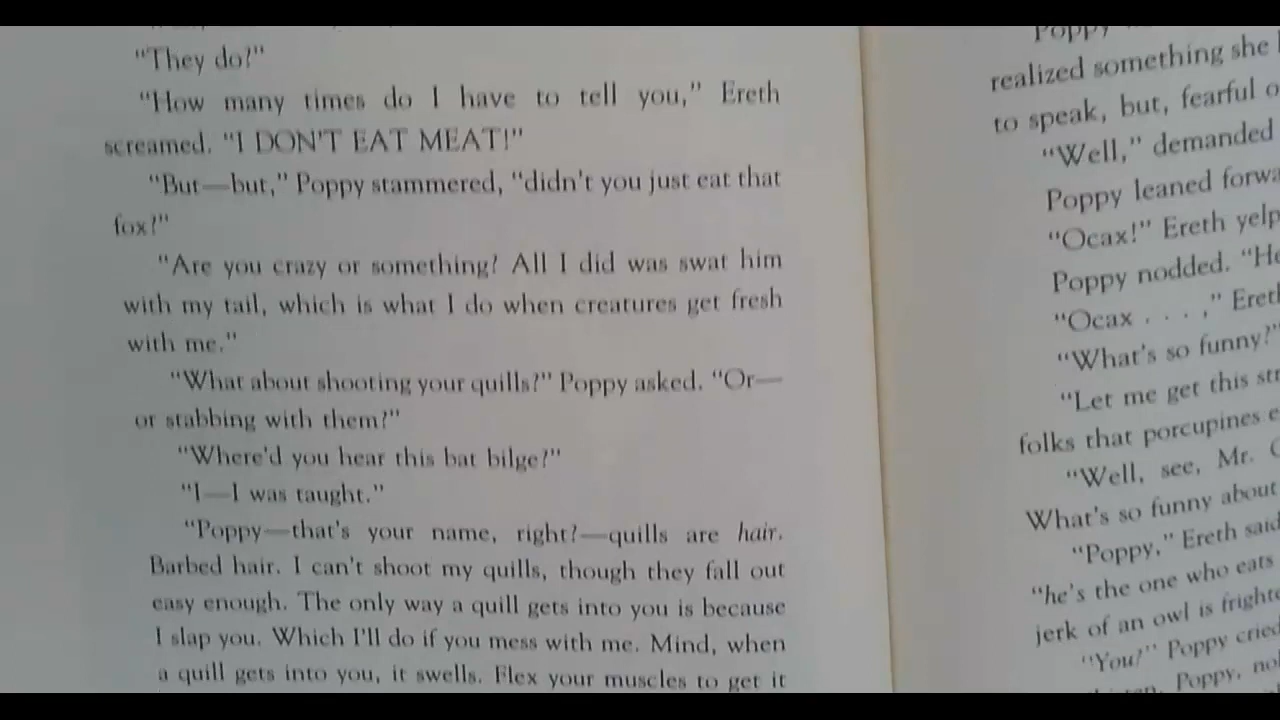 "They do?"
"How many times do I have to tell you," Ereth
screamed. "I DON'T EAT MEAT!"
"But—but," Poppy stammered, "didn't you just eat that
fox?"
"Are you crazy or something? All I did was swat him
with my tail, which is what I do when creatures get fresh
with me."
"What about shooting your quills?" Poppy asked. "Or—
or stabbing with them?"
"Where'd you hear this bat bilge?"
"I—I was taught."
"Poppy—that's your name, right?—quills are hair.
Barbed hair. I can't shoot my quills, though they fall out
easy enough. The only way a quill gets into you is because
I slap you. Which I'll do if you mess with me. Mind, when
a quill gets into you, it swells. Flex your muscles to get it
Poppy
realized something she
to speak, but, fearful
"Well," demanded
Poppy leaned
"Ocax!" Ereth
Poppy nodded.
"Ocax . . . ,"
"What's so funny?"
"Let me get this
folks that porcupines
"Well, see, Mr.
What's so funny about
"Poppy," Ereth said
"he's the one who eats
jerk of an owl is
"You?" Poppy cried
Poppy,